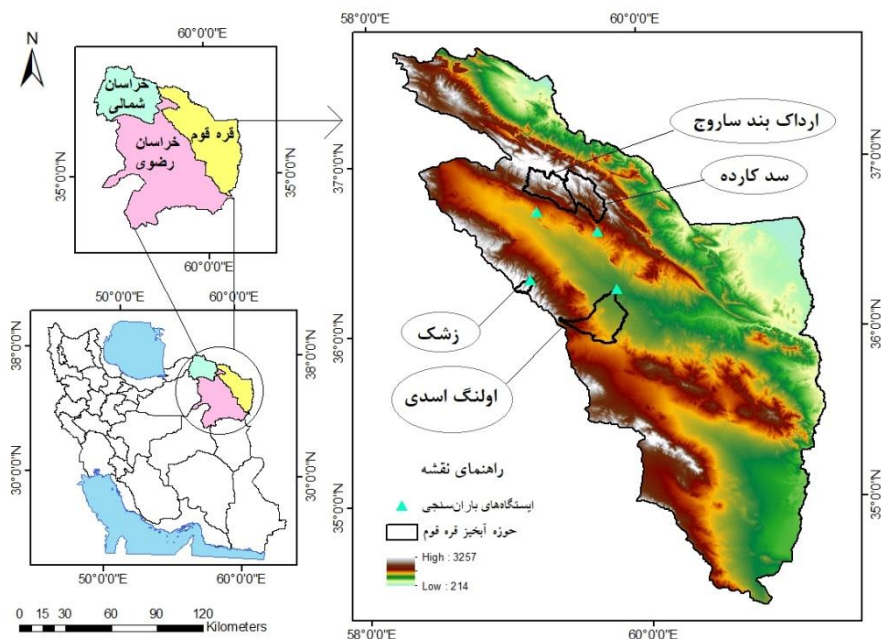 N
60°0'0"E
خراسان
شمالی
قره قوم
خراسان
رضوی
35°0'0"N
35°0'0"N
60°0'0"E
50°0'0"E
60°0'0"E
38°0'0"N
38°0'0"N
30°0'0"N
30°0'0"N
50°0'0"E
60°0'0"E
0 15 30 60 90 120
Kilometers
58°0'0"E
60°0'0"E
37°0'0"N
37°0'0"N
36°0'0"N
36°0'0"N
35°0'0"N
35°0'0"N
ارداک بند ساروج
سد کارده
زشک
اولنگ اسدی
راهنمای نقشه
ایستگاه‌های باران‌سنجی
حوزه آبخیز قره قوم
High : 3257
Low : 214
58°0'0"E
60°0'0"E